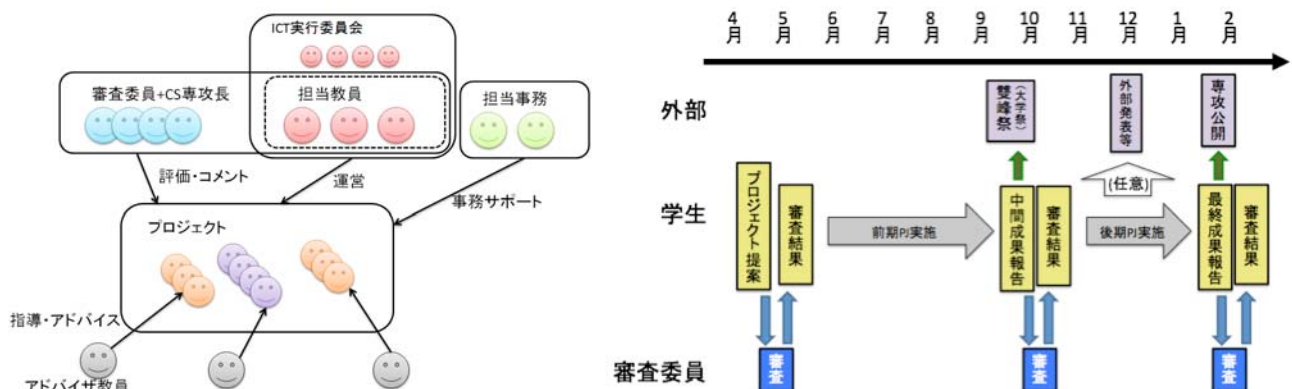 ICT実行委員会
審査委員+CS専攻長
担当教員
担当事務
評価・コメント
運営
事務サポート
プロジェクト
指導・アドバイス
アドバイザ教員
4月
5月
6月
7月
8月
9月
10月
11月
12月
1月
2月
外部
(大学祭)
雙峰祭
外部発表等
専攻公開
(任意)
学生
プロジェクト提案
審査結果
前期PJ実施
中間成果報告
審査結果
後期PJ実施
最終成果報告
審査結果
審査委員
審査
審査
審査